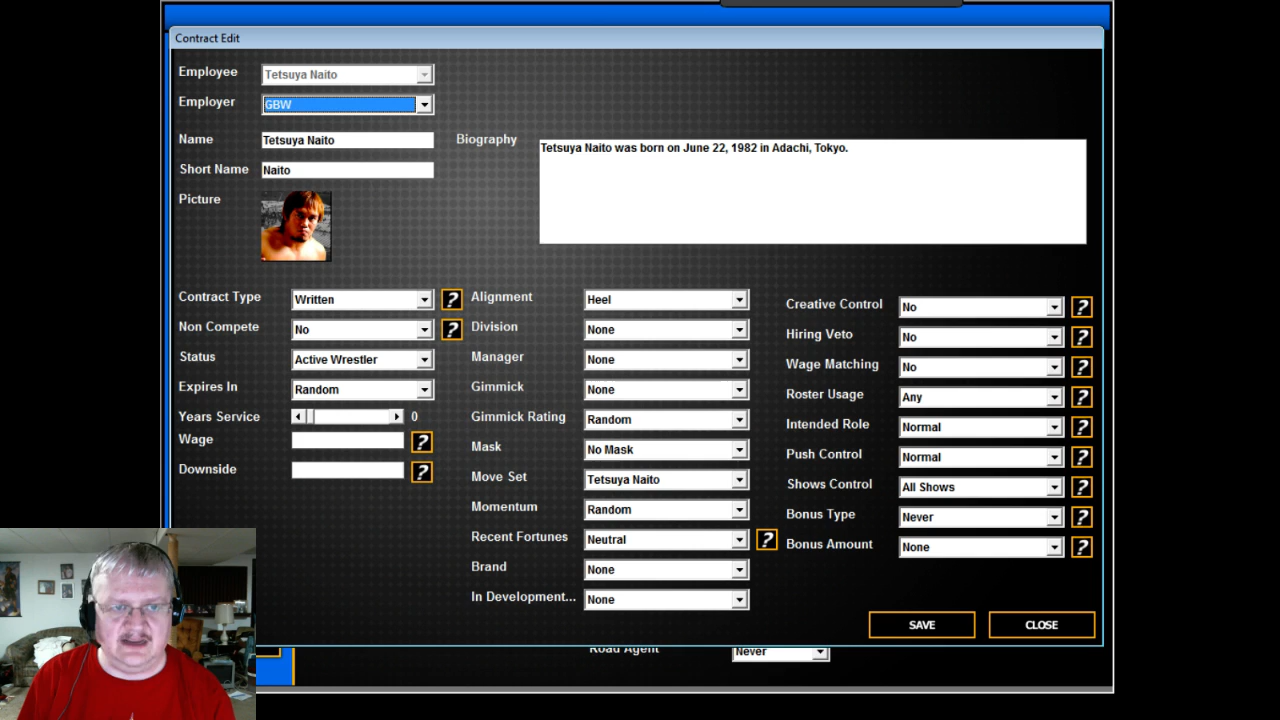 Contract Edit
Employee Tetsuya Naito
Employer GBW
Name Tetsuya Naito
Short Name Naito
Picture
Biography
Tetsuya Naito was born on June 22, 1982 in Adachi, Tokyo.
Contract Type Written ?
Non Compete No ?
Status Active Wrestler
Expires In Random
Years Service 0
Wage ?
Downside ?
Alignment Heel
Division None
Manager None
Gimmick None
Gimmick Rating Random
Mask No Mask
Move Set Tetsuya Naito
Momentum Random
Recent Fortunes Neutral ?
Brand None
In Development... None
Creative Control No ?
Hiring Veto No ?
Wage Matching No ?
Roster Usage Any ?
Intended Role Normal ?
Push Control Normal ?
Shows Control All Shows ?
Bonus Type Never ?
Bonus Amount None ?
SAVE CLOSE
Road Agent Never